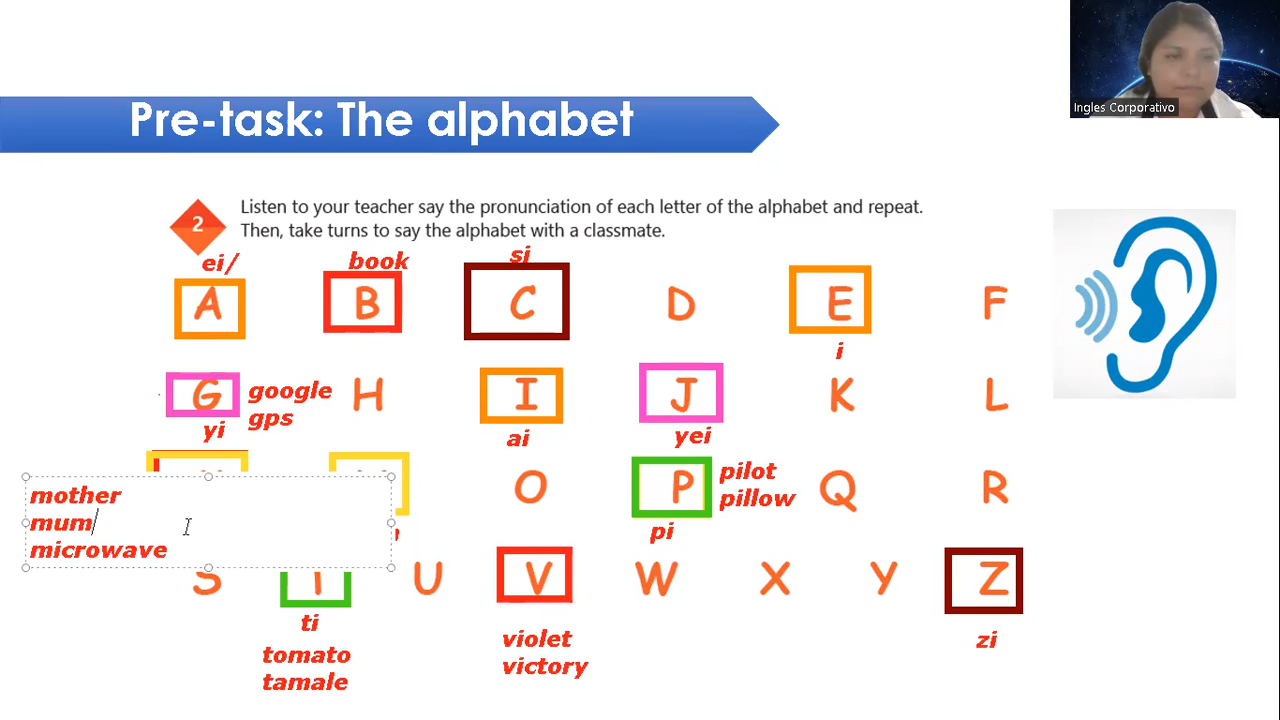 Ingles Corporativo
Pre-task: The alphabet
2
Listen to your teacher say the pronunciation of each letter of the alphabet and repeat.
Then, take turns to say the alphabet with a classmate.
ei/ book si
A B C D E F
i
G google H I J K L
gps
yi ai yei
O P pilot Q R
pillow
pi
mother
mum
microwave
S T U V W X Y Z
ti violet zi
tomato victory
tamale